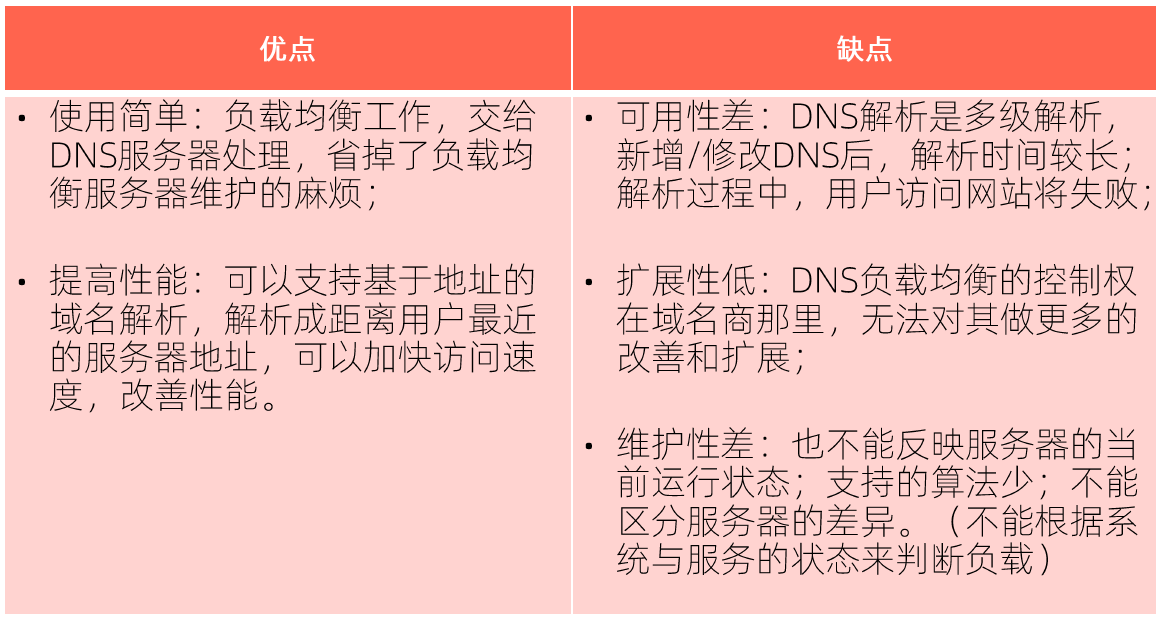 优点
缺点
• 使用简单：负载均衡工作，交给
DNS服务器处理，省掉了负载均
衡服务器维护的麻烦；
• 提高性能：可以支持基于地址的
域名解析，解析成距离用户最近
的服务器地址，可以加快访问速
度，改善性能。
• 可用性差：DNS解析是多级解析，
新增/修改DNS后，解析时间较长；
解析过程中，用户访问网站将失败；
• 扩展性低：DNS负载均衡的控制权
在域名商那里，无法对其做更多的
改善和扩展；
• 维护性差：也不能反映服务器的当
前运行状态；支持的算法少；不能
区分服务器的差异。（不能根据系
统与服务的状态来判断负载）